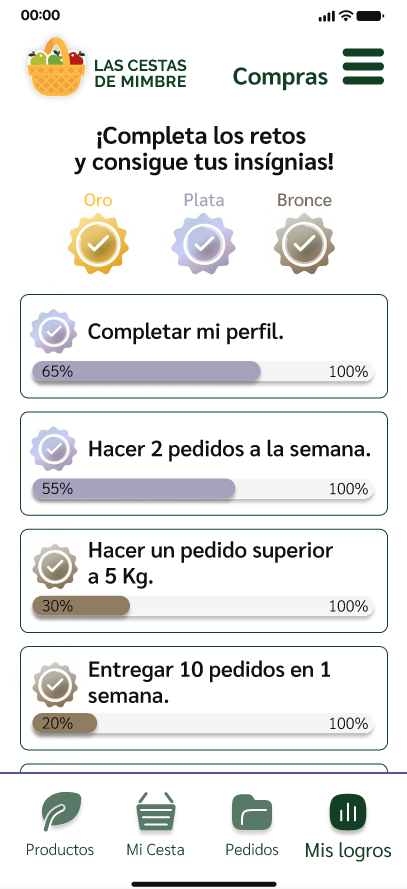 00:00
LAS CESTAS
DE MIMBRE
Compras
¡Completa los retos
y consigue tus insígnias!
Oro
Plata
Bronce
Completar mi perfil.
65%
100%
Hacer 2 pedidos a la semana.
55%
100%
Hacer un pedido superior
a 5 Kg.
30%
100%
Entregar 10 pedidos en 1
semana.
20%
100%
Productos
Mi Cesta
Pedidos
Mis logros